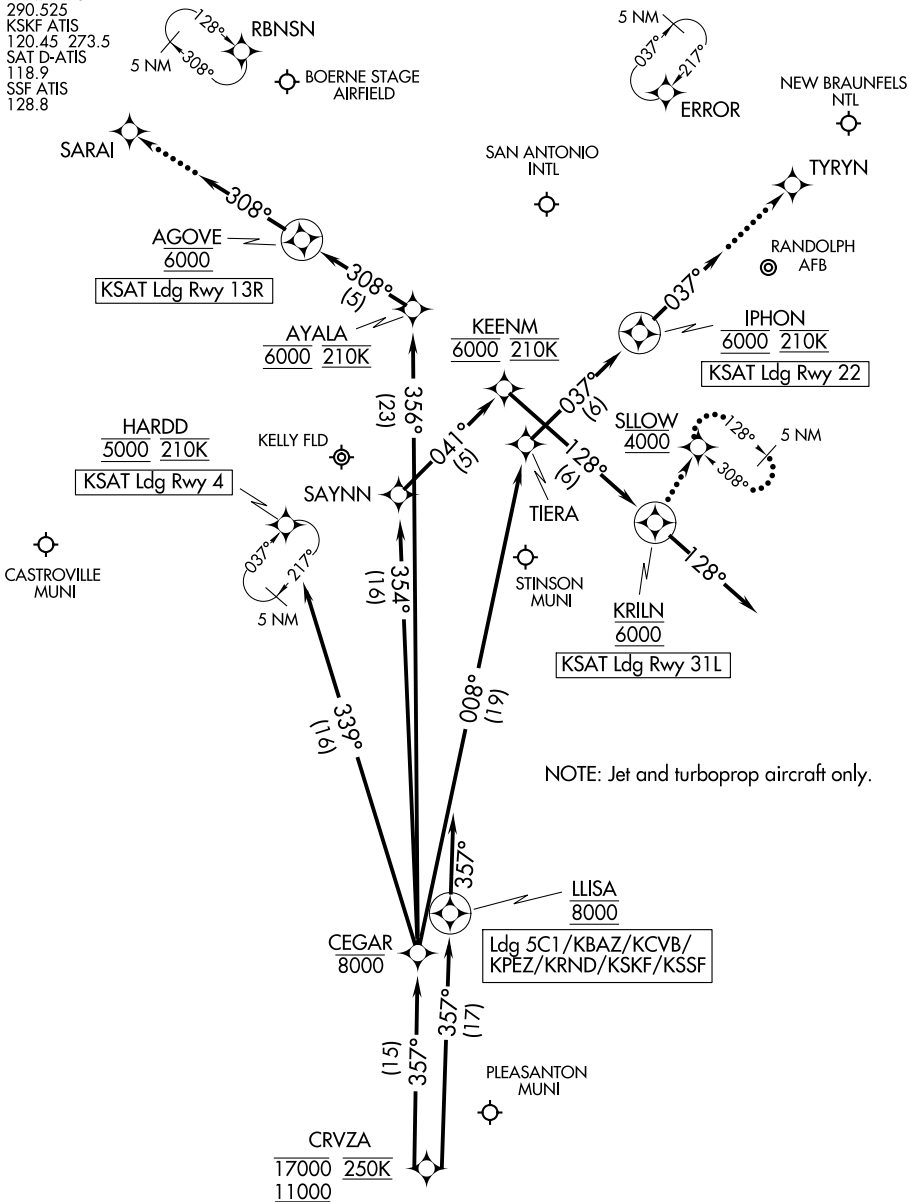 290.525
KSKF ATIS
120.45 273.5
SAT D-ATIS
118.9
SSF ATIS
128.8
128°
308°
5 NM
RBNSN
BOERNE STAGE
AIRFIELD
5 NM
037°
217°
ERROR
NEW BRAUNFELS
NTL
SARAI
SAN ANTONIO
INTL
TYRYN
308°
AGOVE
6000
KSAT Ldg Rwy 13R
308°
(5)
RANDOLPH
AFB
037°
AYALA
6000 210K
KEENM
6000 210K
IPHON
6000 210K
KSAT Ldg Rwy 22
356°
(23)
037°
(6)
HARDD
5000 210K
KSAT Ldg Rwy 4
KELLY FLD
041°
(5)
128°
(6)
SLLOW
4000
128°
308°
5 NM
SAYNN
TIERA
CASTROVILLE
MUNI
037°
217°
5 NM
354°
(16)
STINSON
MUNI
128°
KRILN
6000
KSAT Ldg Rwy 31L
339°
(16)
008°
(19)
NOTE: Jet and turboprop aircraft only.
357°
LLISA
8000
Ldg 5C1/KBAZ/KCVB/
KPEZ/KRND/KSKF/KSSF
CEGAR
8000
357°
(15)
357°
(17)
PLEASANTON
MUNI
CRVZA
17000 250K
11000